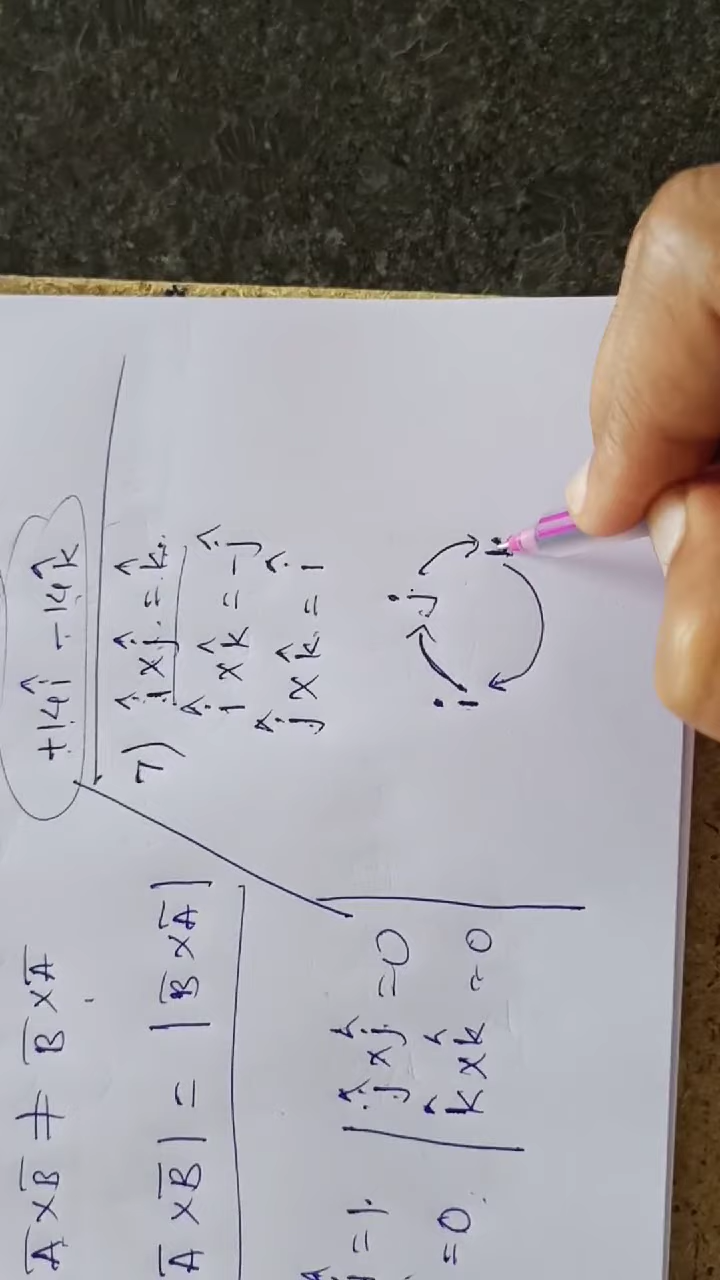 A̅ x B̅ ≠ B̅ x A̅
|A̅ x B̅| = |B̅ x A̅|
= 1.
= 0.
ĵ x ĵ = 0
k̂ x k̂ = 0
+14î - 14k̂
7) î x ĵ = k̂.
î x k̂ = -ĵ
ĵ x k̂ = î
j
i